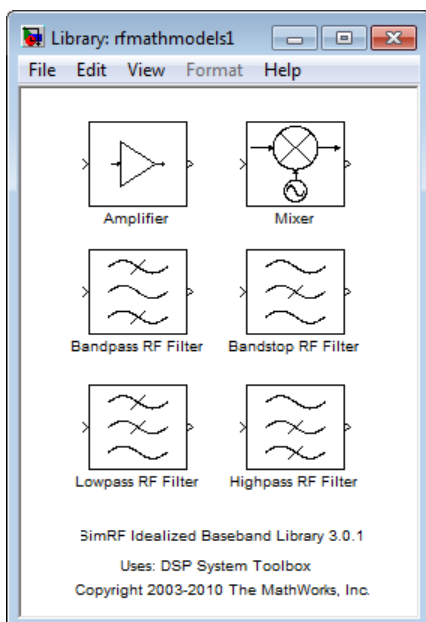 Library: rfmathmodels1
File Edit View Format Help
Amplifier Mixer
Bandpass RF Filter Bandstop RF Filter
Lowpass RF Filter Highpass RF Filter
SimRF Idealized Baseband Library 3.0.1
Uses: DSP System Toolbox
Copyright 2003-2010 The MathWorks, Inc.